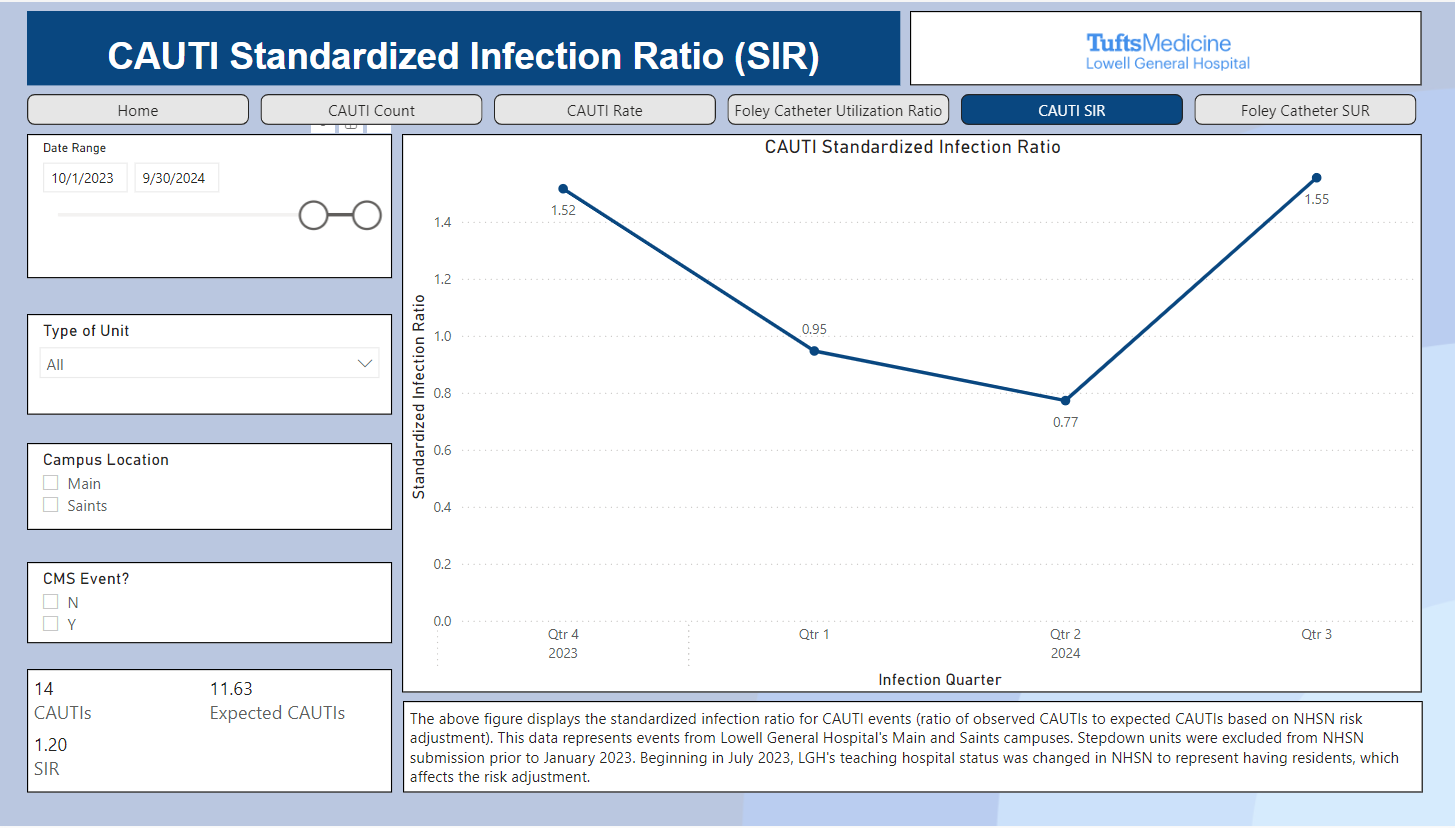 CAUTI Standardized Infection Ratio (SIR)
TuftsMedicine
Lowell General Hospital
Home
CAUTI Count
CAUTI Rate
Foley Catheter Utilization Ratio
CAUTI SIR
Foley Catheter SUR
Date Range
10/1/2023
9/30/2024
Type of Unit
All
Campus Location
Main
Saints
CMS Event?
N
Y
14
CAUTIs
11.63
Expected CAUTIs
1.20
SIR
CAUTI Standardized Infection Ratio
Standardized Infection Ratio
1.4
1.2
1.0
0.8
0.6
0.4
0.2
0.0
1.52
0.95
0.77
1.55
Qtr 4
Qtr 1
Qtr 2
Qtr 3
2023
2024
Infection Quarter
The above figure displays the standardized infection ratio for CAUTI events (ratio of observed CAUTIs to expected CAUTIs based on NHSN risk
adjustment). This data represents events from Lowell General Hospital's Main and Saints campuses. Stepdown units were excluded from NHSN
submission prior to January 2023. Beginning in July 2023, LGH's teaching hospital status was changed in NHSN to represent having residents, which
affects the risk adjustment.